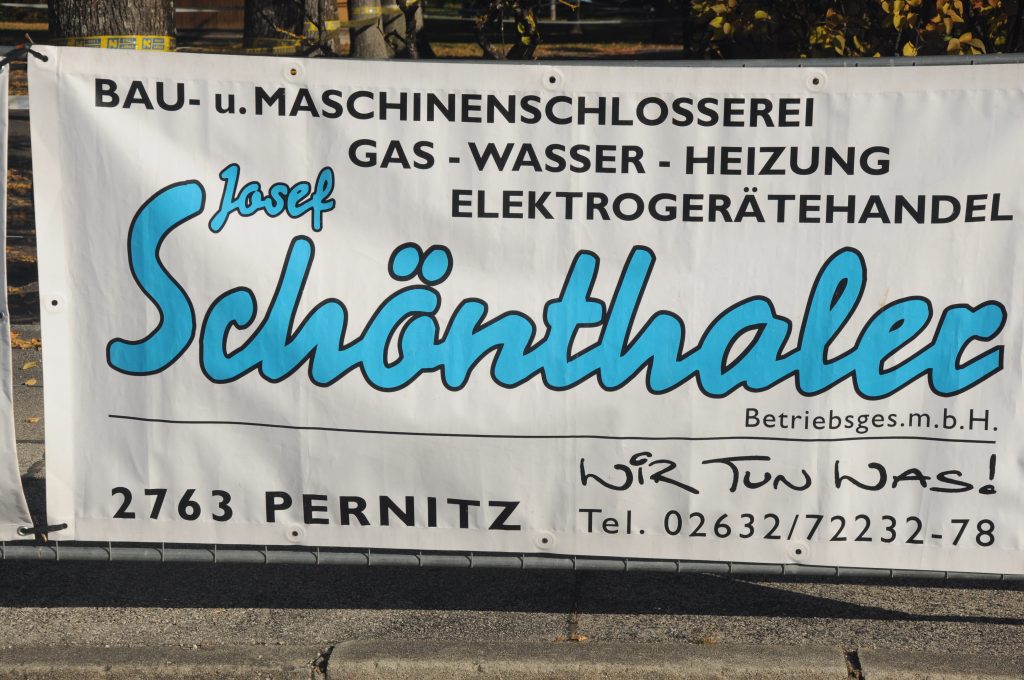 BAU- u. MASCHINENSCHLOSSEREI
GAS - WASSER - HEIZUNG
ELEKTROGERÄTEHANDEL
Josef
Schönthaler
Betriebsges.m.b.H.
WIR TUN WAS!
2763 PERNITZ
Tel. 02632/72232-78